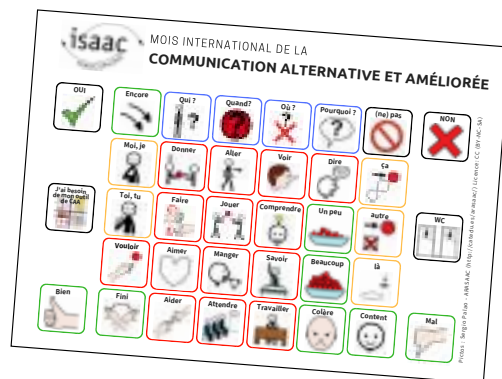 isaac
MOIS INTERNATIONAL DE LA
COMMUNICATION ALTERNATIVE ET AMÉLIORÉE
OUI
Encore
Qui ?
Quand?
Où ?
Pourquoi ?
(ne) pas
NON
Moi, je
Donner
Aller
Voir
Dire
ça
J'ai besoin
de mon outil
de CAA
Toi, tu
Faire
Jouer
Comprendre
Un peu
autre
WC
Vouloir
Aimer
Manger
Savoir
Beaucoup
là
Bien
Fini
Aider
Attendre
Travailler
Colère
Content
Mal
Pictos : Sergio Palao - ARASAAC (http://catedu.es/arasaac/) Licence: CC (BY-NC-SA)